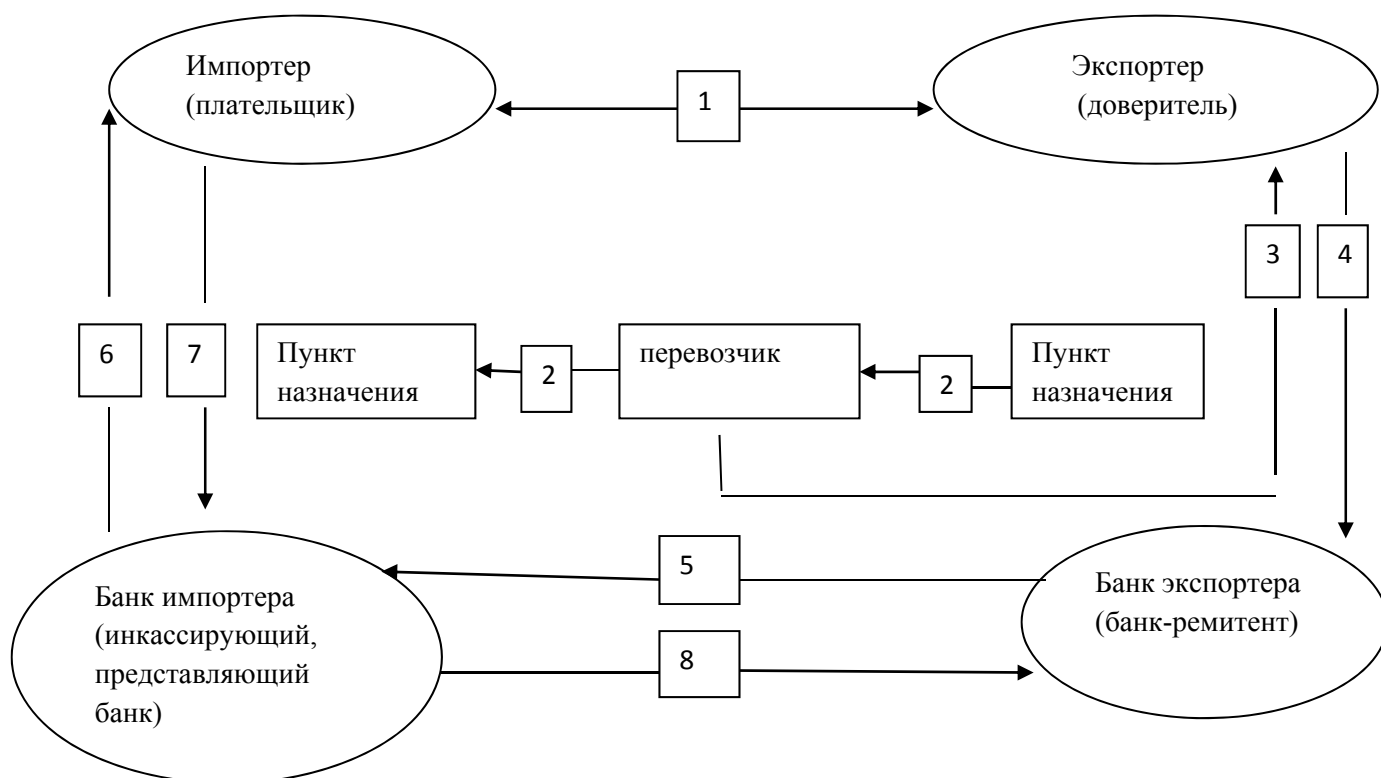 Импортер
(плательщик)
1
Экспортер
(доверитель)
3
4
6
7
Пункт
назначения
2
перевозчик
2
Пункт
назначения
5
Банк импортера
(инкассирующий,
представляющий
банк)
Банк экспортера
(банк-ремитент)
8